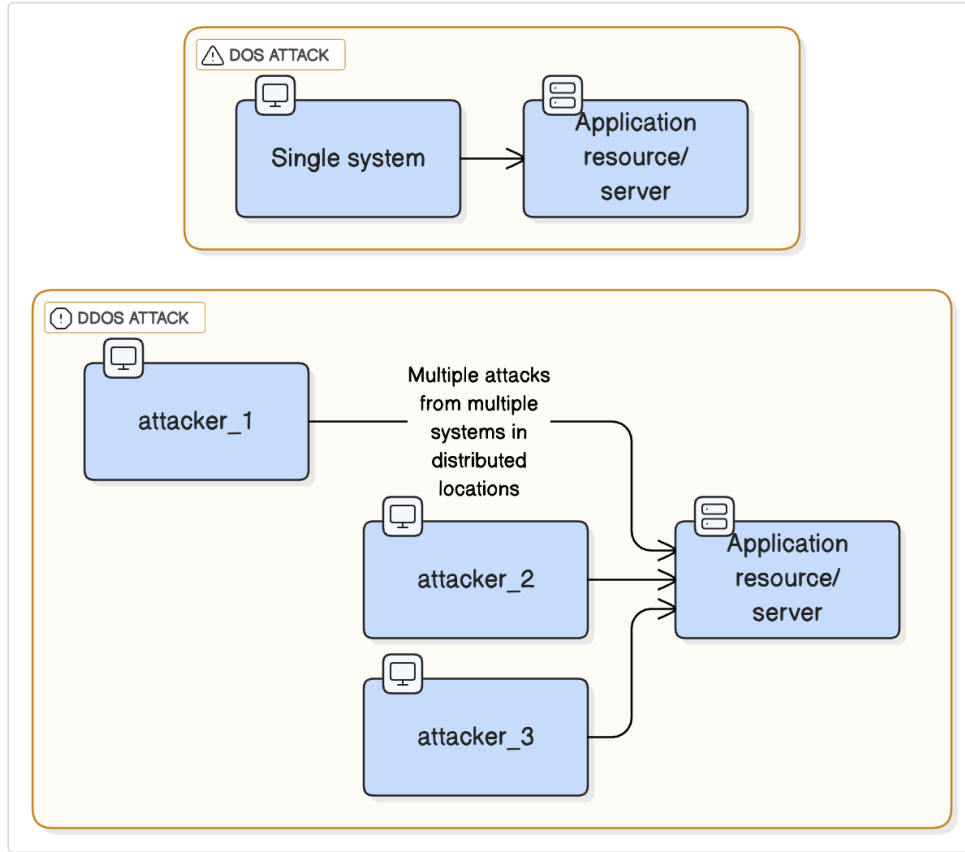 DOS ATTACK
Single system
Application
resource/
server
DDOS ATTACK
attacker_1
Multiple attacks
from multiple
systems in
distributed
locations
attacker_2
Application
resource/
server
attacker_3